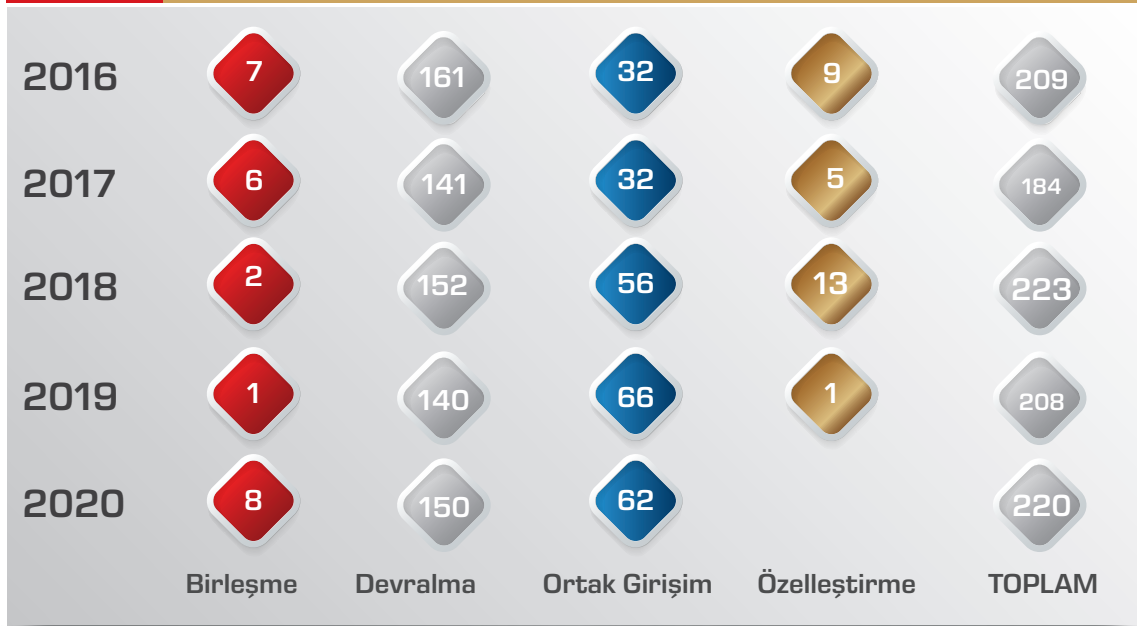 2016 7 161 32 9 209
2017 6 141 32 5 184
2018 2 152 56 13 223
2019 1 140 66 1 208
2020 8 150 62 220
Birleşme Devralma Ortak Girişim Özelleştirme TOPLAM